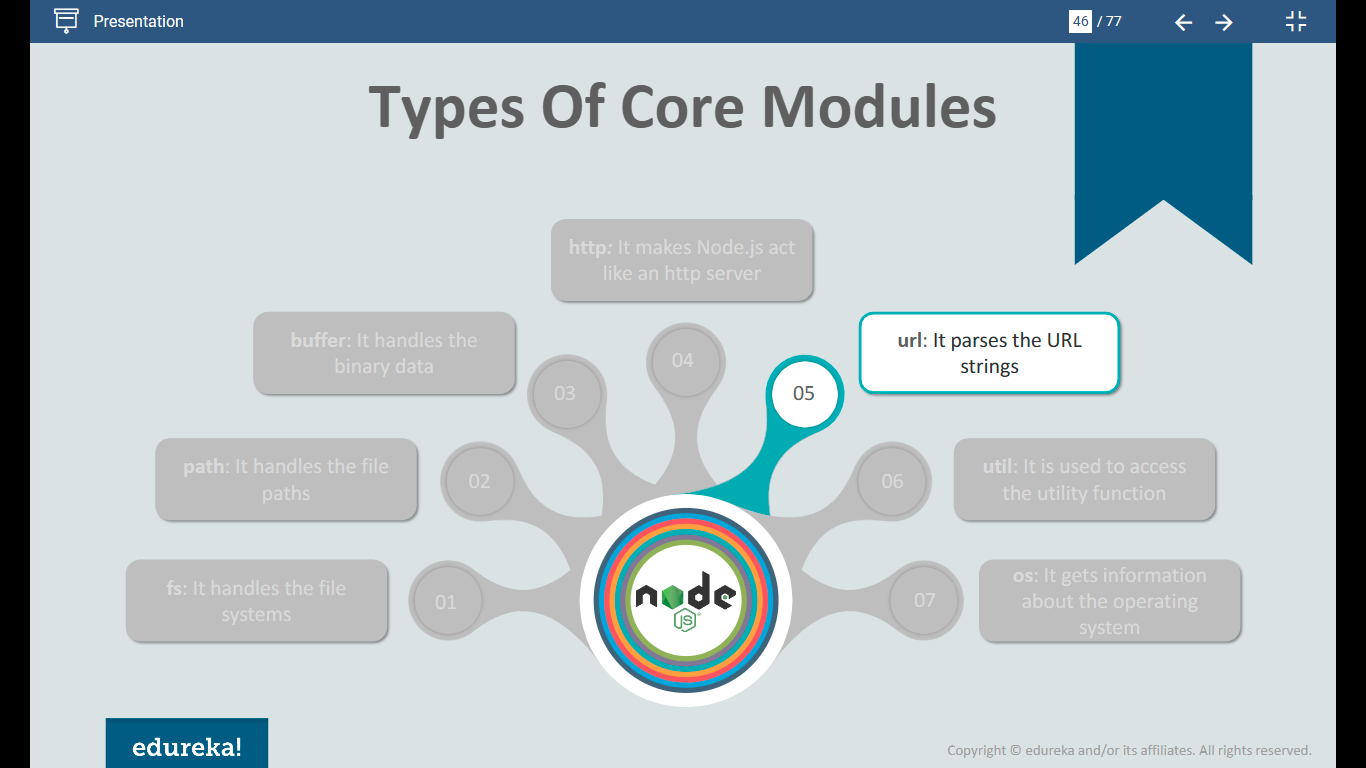 Presentation
46 / 77
Types Of Core Modules
http: It makes Node.js act
like an http server
buffer: It handles the
binary data
url: It parses the URL
strings
path: It handles the file
paths
util: It is used to access
the utility function
fs: It handles the file
systems
os: It gets information
about the operating
system
01
02
03
04
05
06
07
node
JS
edureka!
Copyright © edureka and/or its affiliates. All rights reserved.